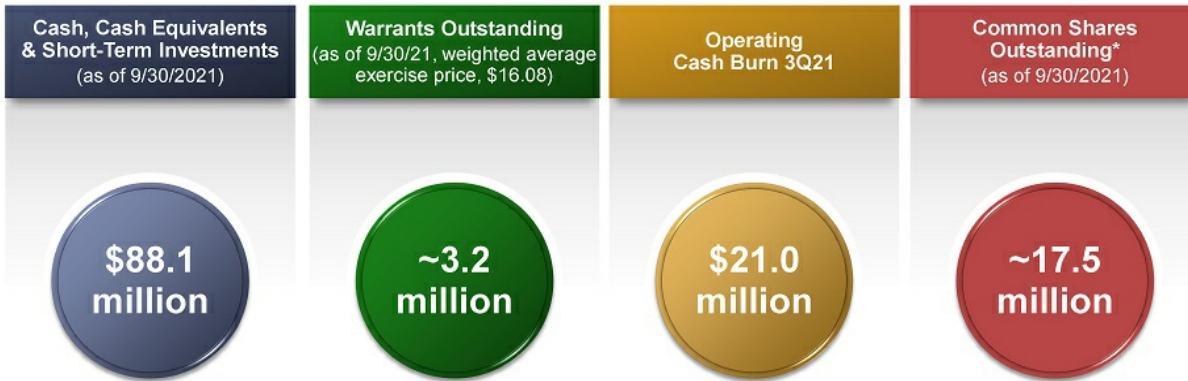 Cash, Cash Equivalents
& Short-Term Investments
(as of 9/30/2021)
$88.1
million
Warrants Outstanding
(as of 9/30/21, weighted average
exercise price, $16.08)
~3.2
million
Operating
Cash Burn 3Q21
$21.0
million
Common Shares
Outstanding*
(as of 9/30/2021)
~17.5
million